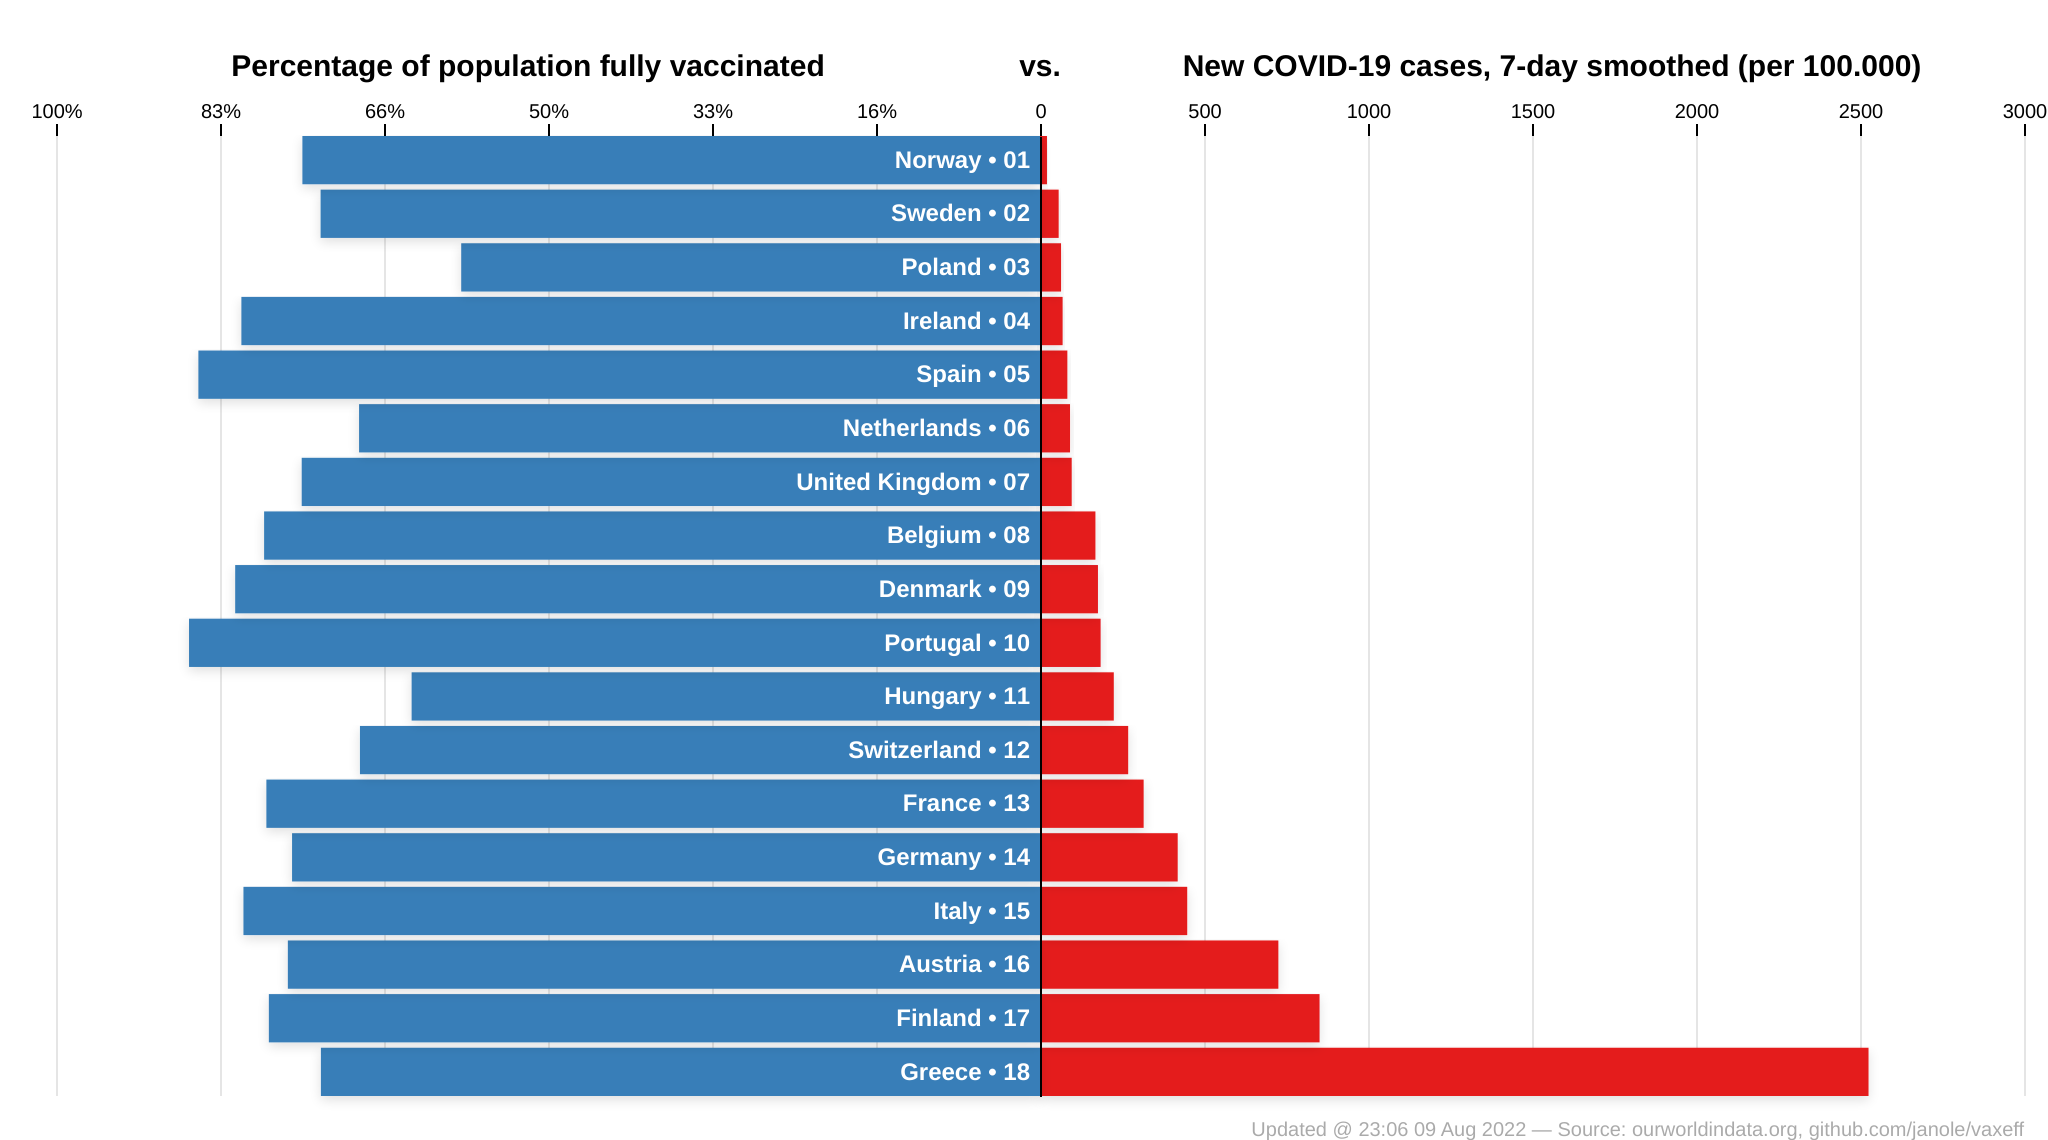 Percentage of population fully vaccinated vs. New COVID-19 cases, 7-day smoothed (per 100.000)
100% 83% 66% 50% 33% 16% 0 500 1000 1500 2000 2500 3000
Norway • 01
Sweden • 02
Poland • 03
Ireland • 04
Spain • 05
Netherlands • 06
United Kingdom • 07
Belgium • 08
Denmark • 09
Portugal • 10
Hungary • 11
Switzerland • 12
France • 13
Germany • 14
Italy • 15
Austria • 16
Finland • 17
Greece • 18
Updated @ 23:06 09 Aug 2022 — Source: ourworldindata.org, github.com/janole/vaxeff